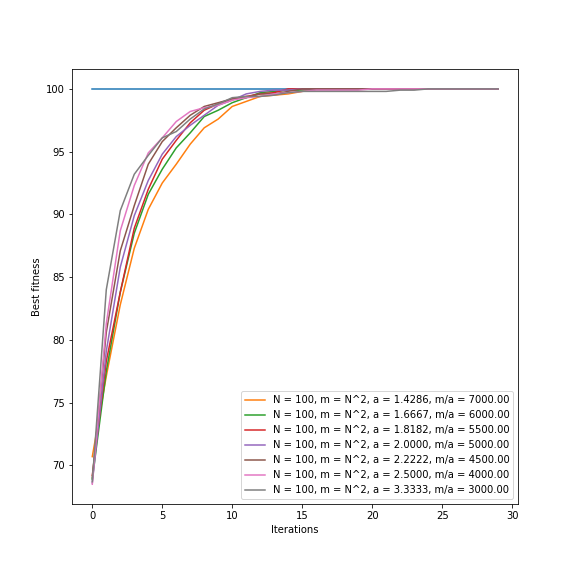 100
95
90
85
80
75
70
Best fitness
N = 100, m = N^2, a = 1.4286, m/a = 7000.00
N = 100, m = N^2, a = 1.6667, m/a = 6000.00
N = 100, m = N^2, a = 1.8182, m/a = 5500.00
N = 100, m = N^2, a = 2.0000, m/a = 5000.00
N = 100, m = N^2, a = 2.2222, m/a = 4500.00
N = 100, m = N^2, a = 2.5000, m/a = 4000.00
N = 100, m = N^2, a = 3.3333, m/a = 3000.00
0 5 10 15 20 25 30
Iterations